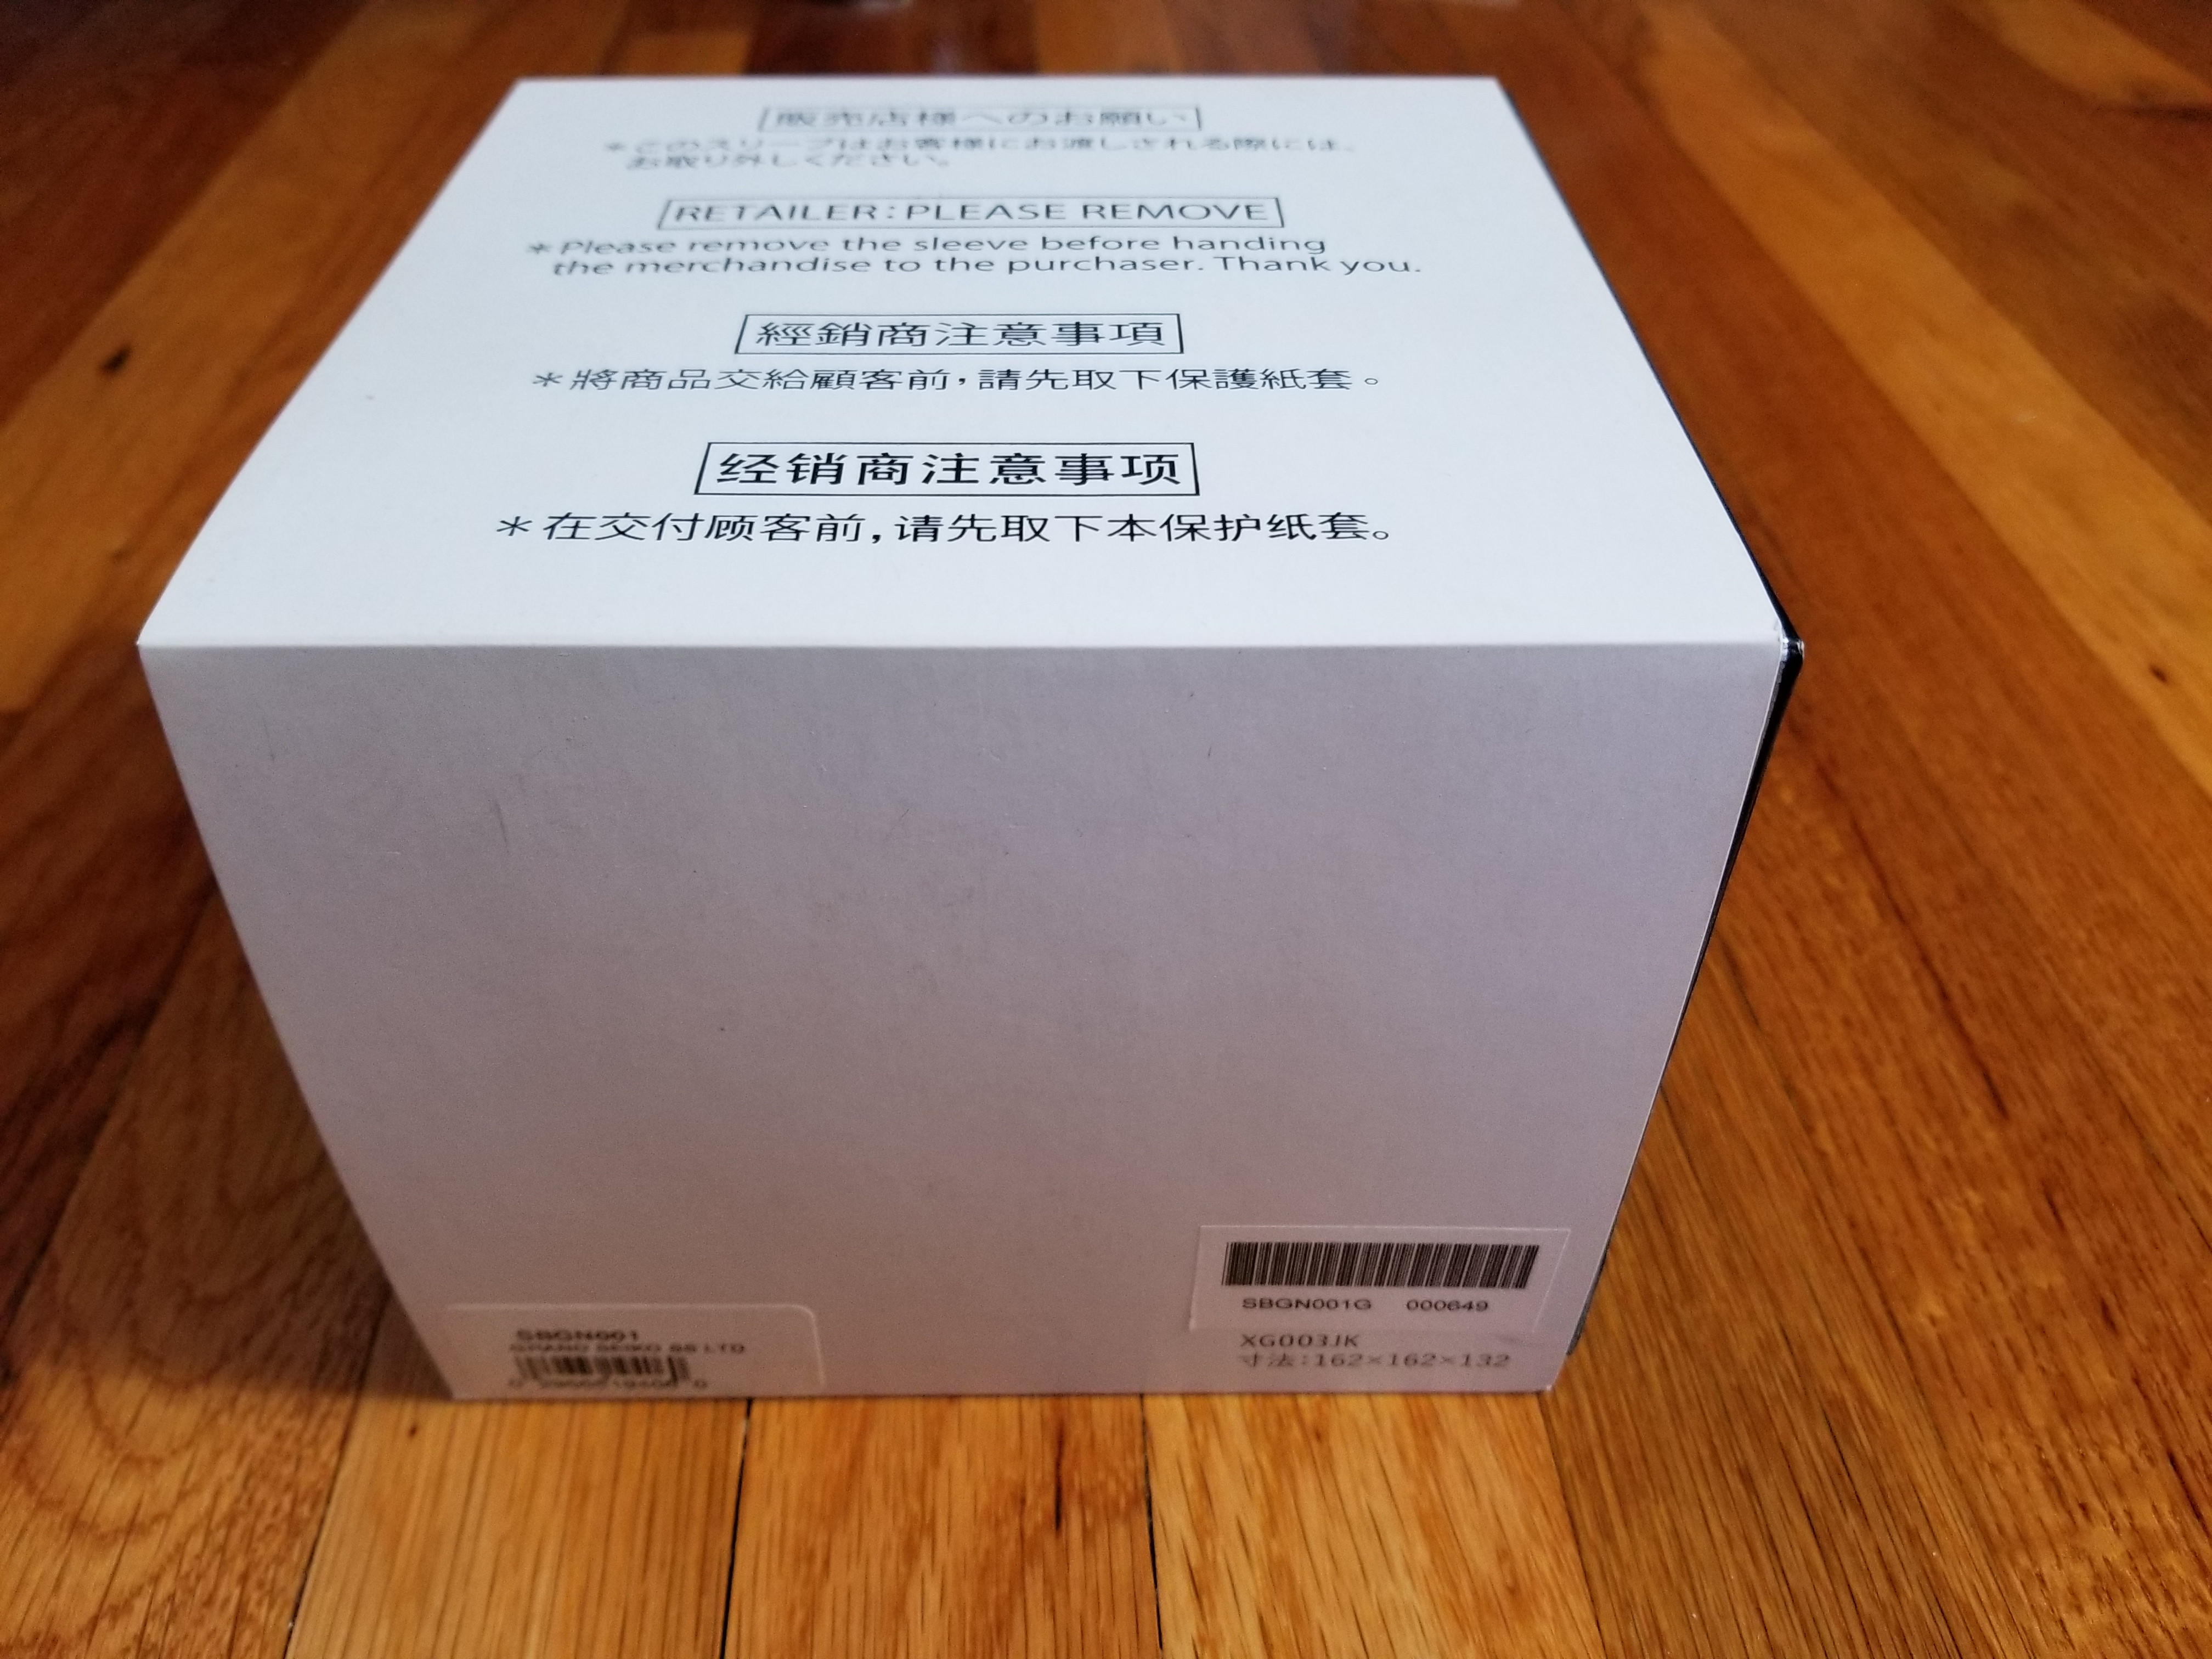 販売店様へのお願い
＊このスリーブはお客様にお渡しされる際には、
お取り外しください。
RETAILER:PLEASE REMOVE
＊Please remove the sleeve before handing
the merchandise to the purchaser. Thank you.
經銷商注意事項
＊將商品交給顧客前，請先取下保護紙套。
经销商注意事项
＊在交付顾客前,请先取下本保护纸套。
SBGN001G 000649
XG003JK
寸法:162×162×132
SBGN001
GRAND SEIKO SS LTD